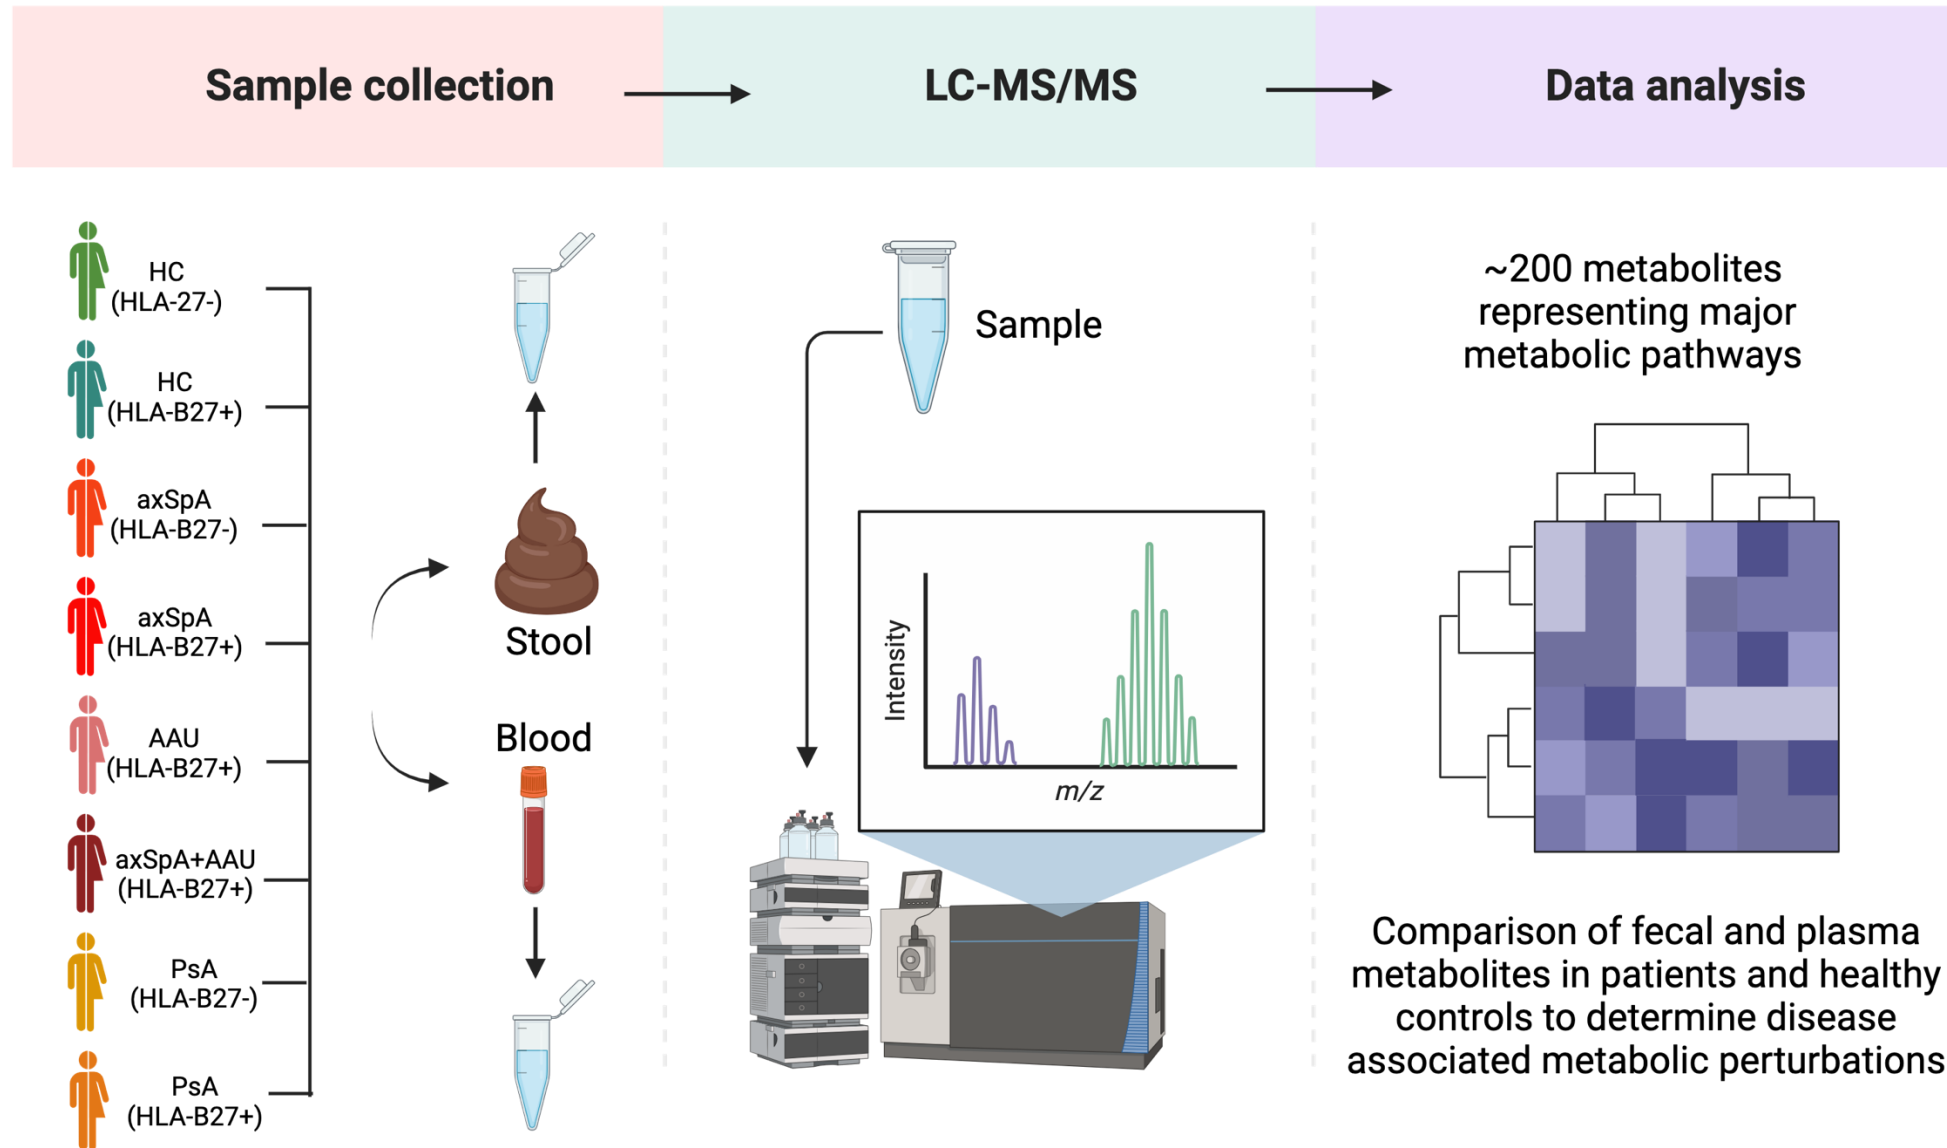 Sample collection
LC-MS/MS
Data analysis
HC
(HLA-27-)
HC
(HLA-B27+)
axSpA
(HLA-B27-)
axSpA
(HLA-B27+)
AAU
(HLA-B27+)
axSpA+AAU
(HLA-B27+)
PsA
(HLA-B27-)
PsA
(HLA-B27+)
Stool
Blood
Sample
Intensity
m/z
~200 metabolites
representing major
metabolic pathways
Comparison of fecal and plasma
metabolites in patients and healthy
controls to determine disease
associated metabolic perturbations